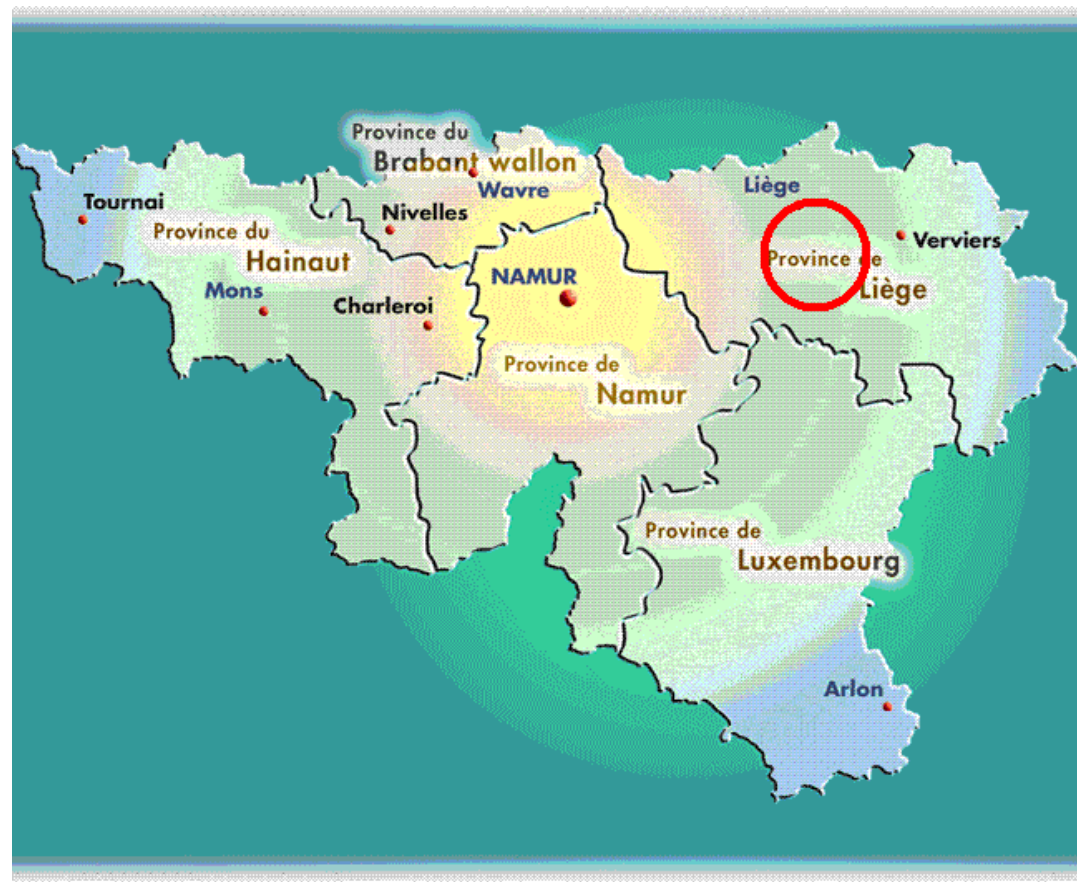 Province du
Brabant wallon
Wavre
Liège
Tournai
Nivelles
Province du
Hainaut
Verviers
Province de
Liège
NAMUR
Mons
Charleroi
Province de
Namur
Province de
Luxembourg
Arlon